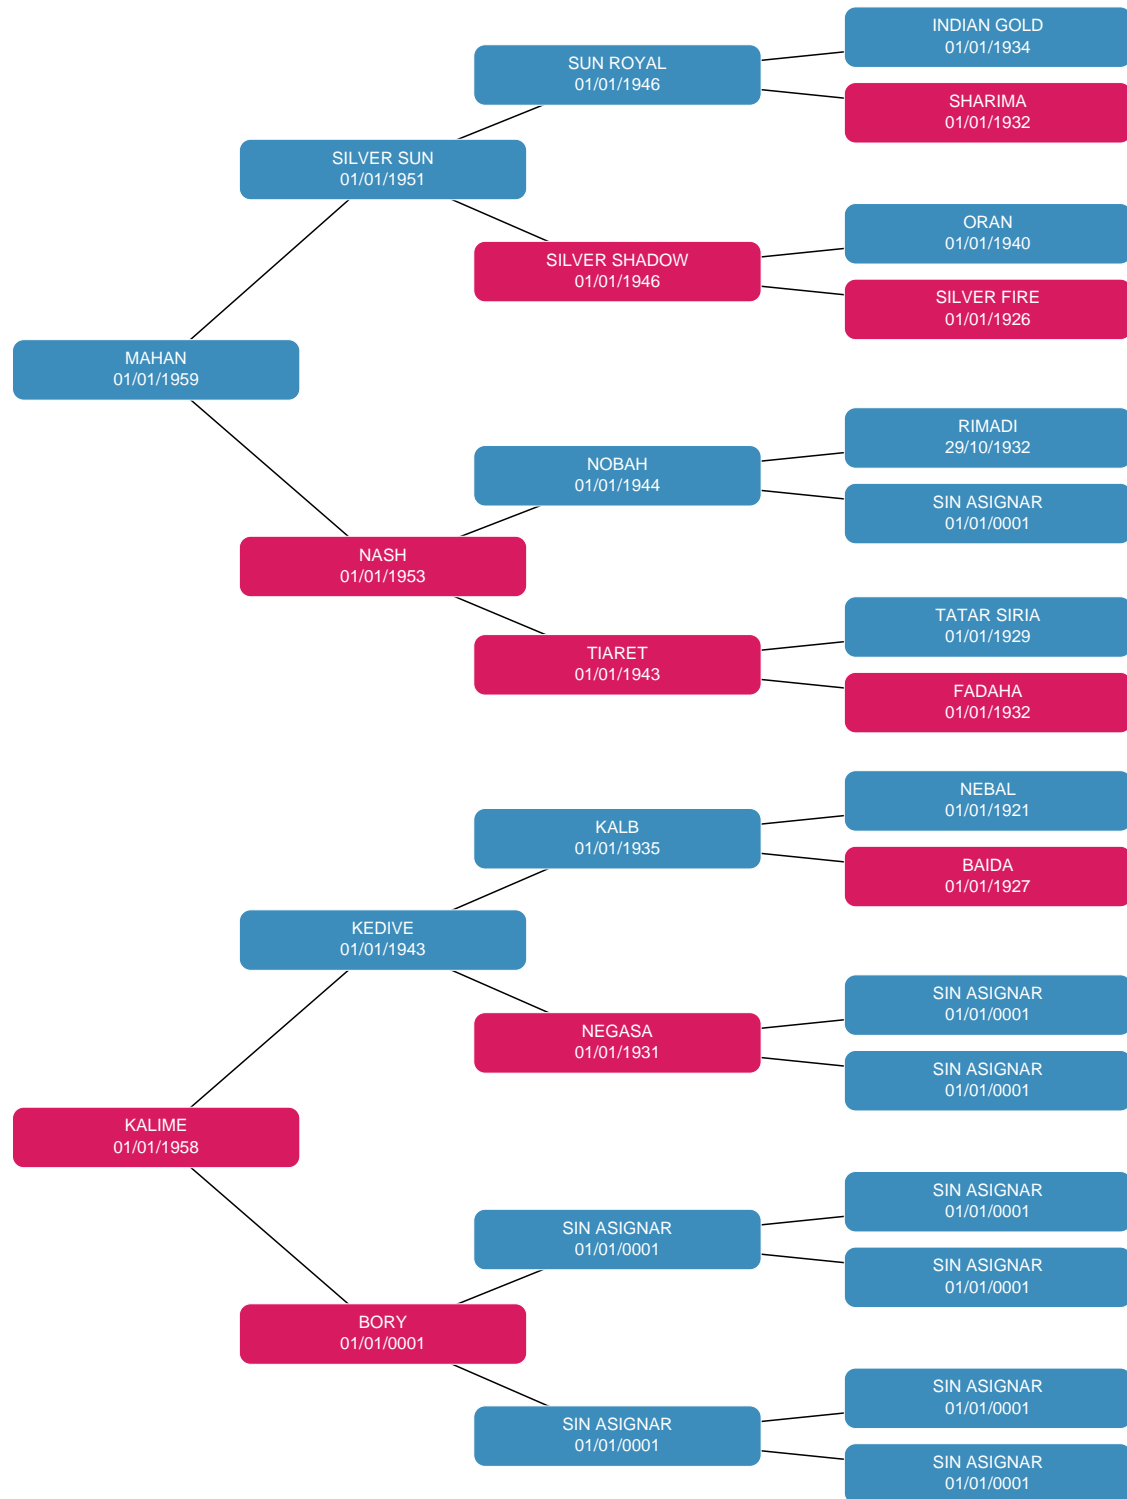 INDIAN GOLD
01/01/1934
SUN ROYAL
01/01/1946
SHARIMA
01/01/1932
SILVER SUN
01/01/1951
ORAN
01/01/1940
SILVER SHADOW
01/01/1946
SILVER FIRE
01/01/1926
MAHAN
01/01/1959
RIMADI
29/10/1932
NOBAH
01/01/1944
SIN ASIGNAR
01/01/0001
NASH
01/01/1953
TATAR SIRIA
01/01/1929
TIARET
01/01/1943
FADAHA
01/01/1932
NEBAL
01/01/1921
KALB
01/01/1935
BAIDA
01/01/1927
KEDIVE
01/01/1943
SIN ASIGNAR
01/01/0001
NEGASA
01/01/1931
SIN ASIGNAR
01/01/0001
KALIME
01/01/1958
SIN ASIGNAR
01/01/0001
SIN ASIGNAR
01/01/0001
SIN ASIGNAR
01/01/0001
BORY
01/01/0001
SIN ASIGNAR
01/01/0001
SIN ASIGNAR
01/01/0001
SIN ASIGNAR
01/01/0001